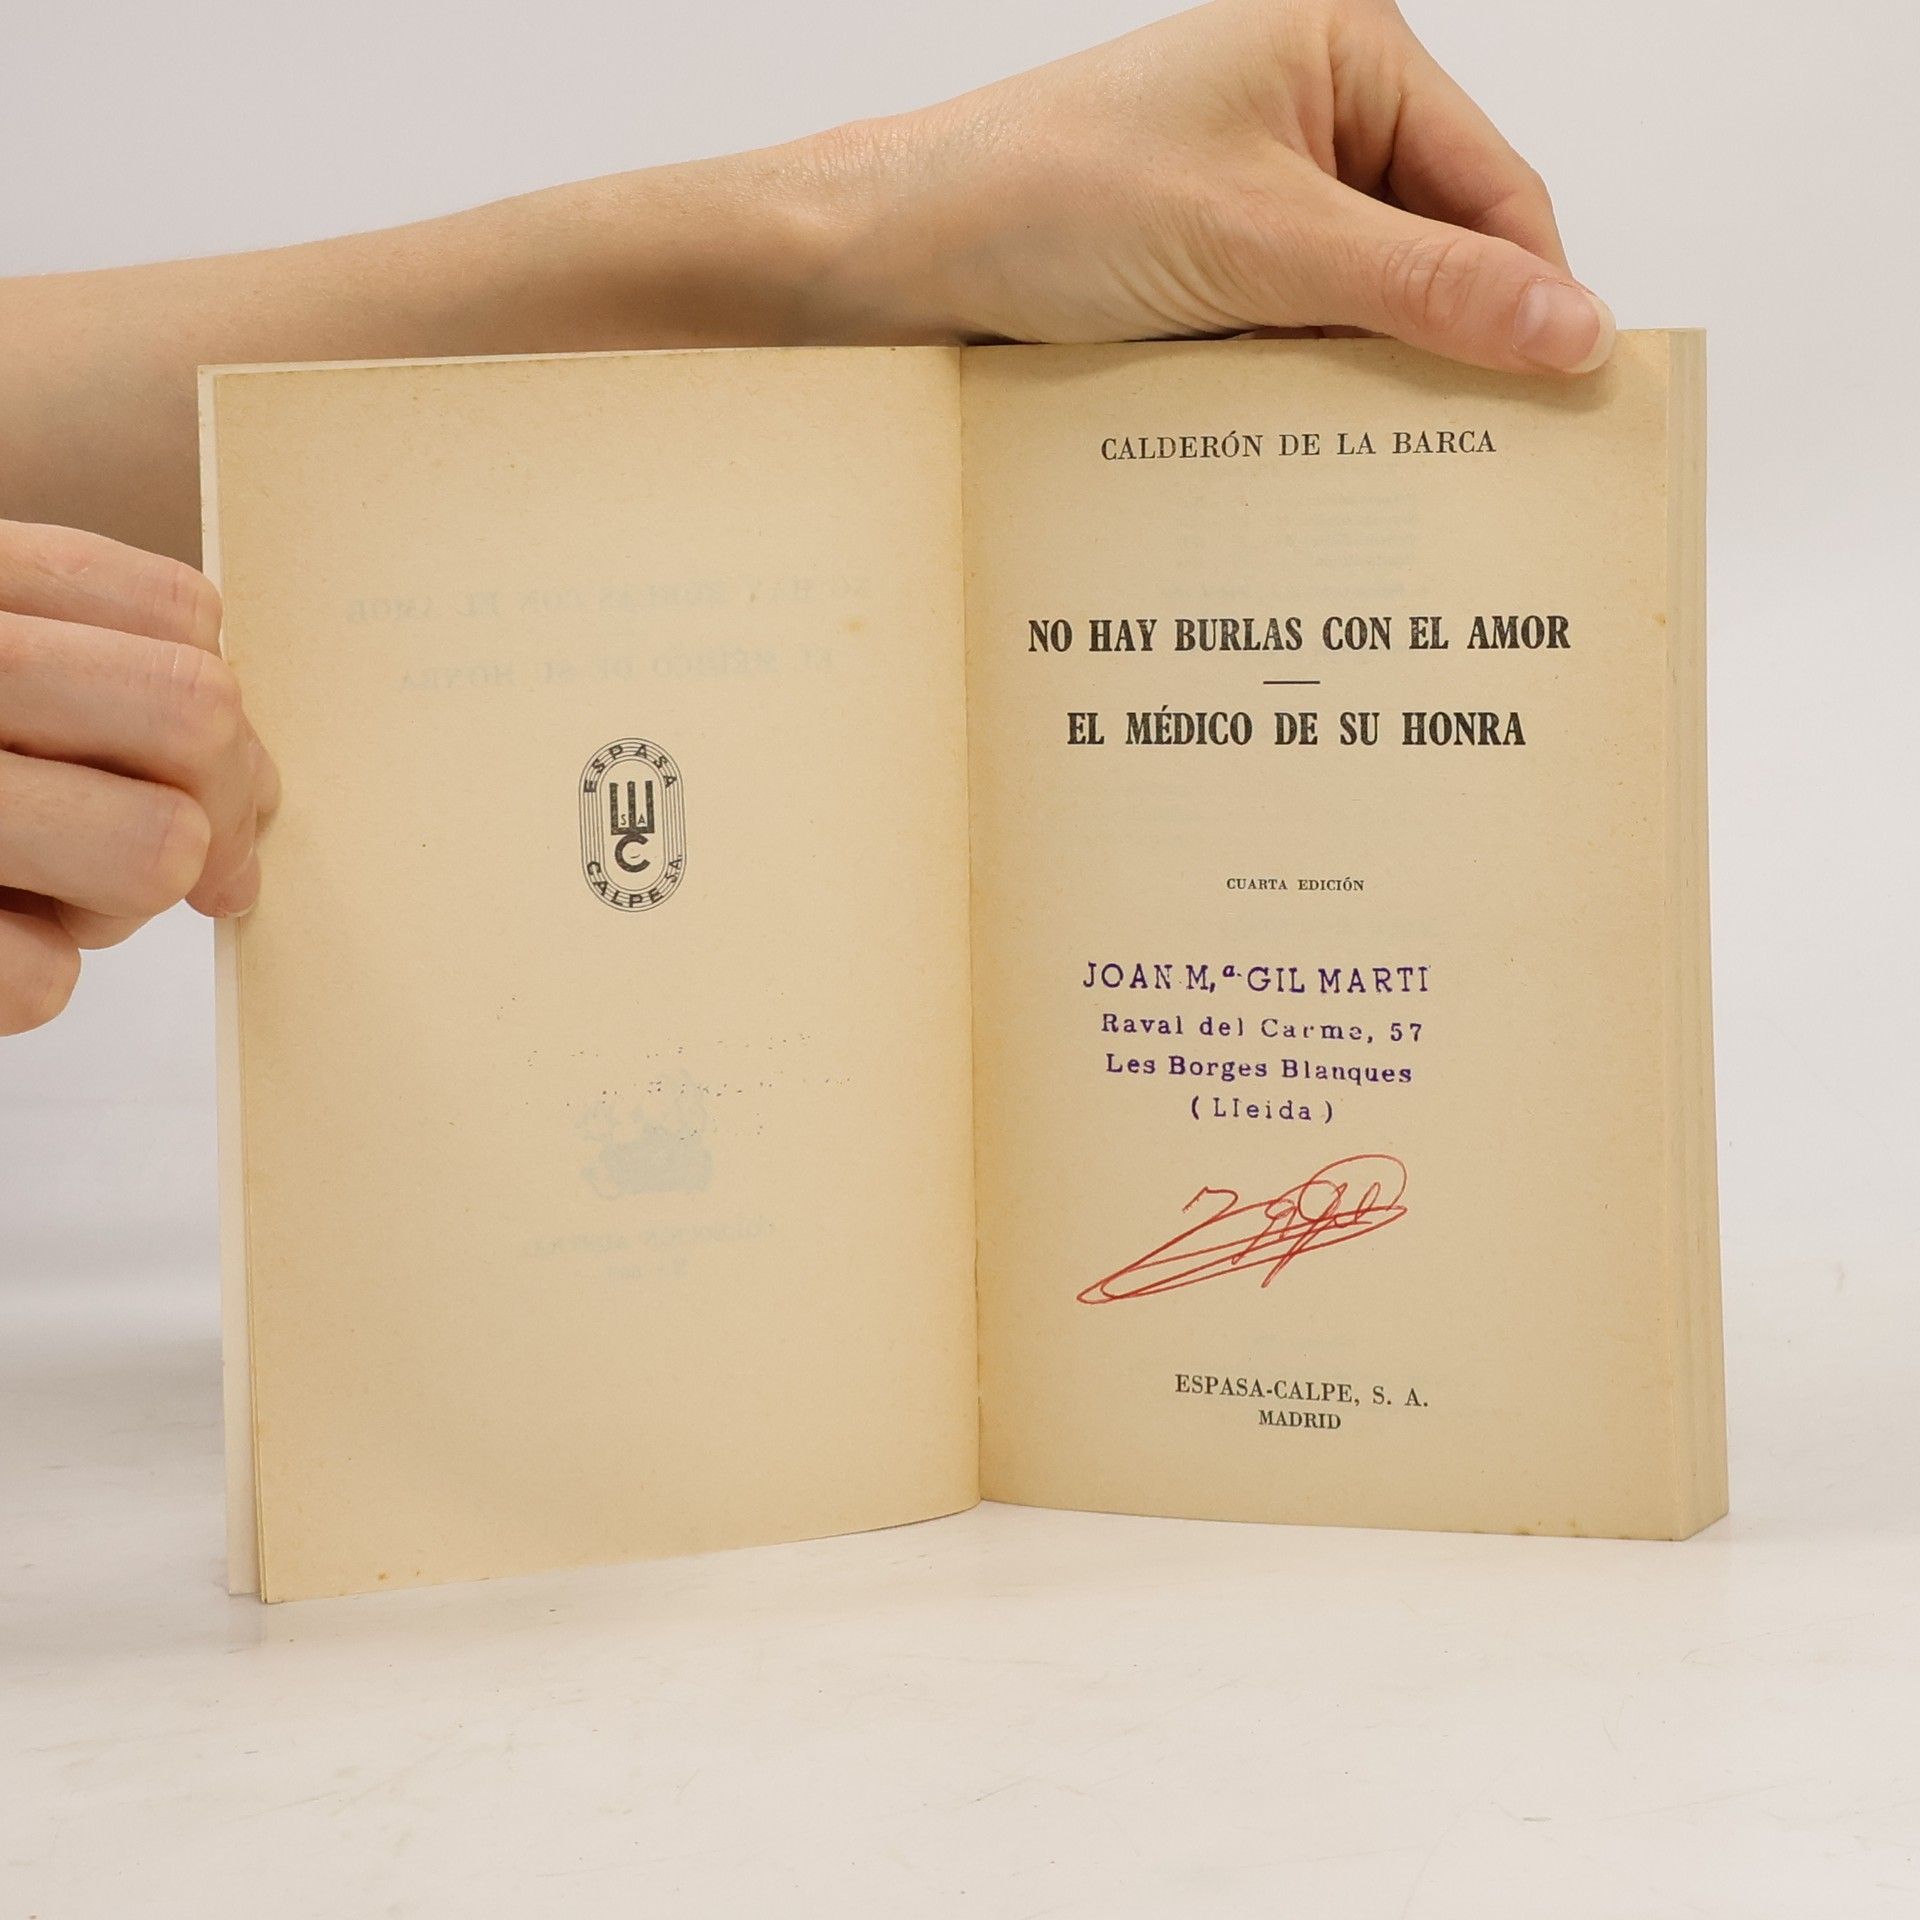 ESPASA
S A
C
CALPE S.A.
CALDERÓN DE LA BARCA
NO HAY BURLAS CON EL AMOR
EL MÉDICO DE SU HONRA
CUARTA EDICIÓN
JOAN M,ª GIL MARTI
Raval del Carme, 57
Les Borges Blanques
( Lleida )
ESPASA-CALPE, S. A.
MADRID